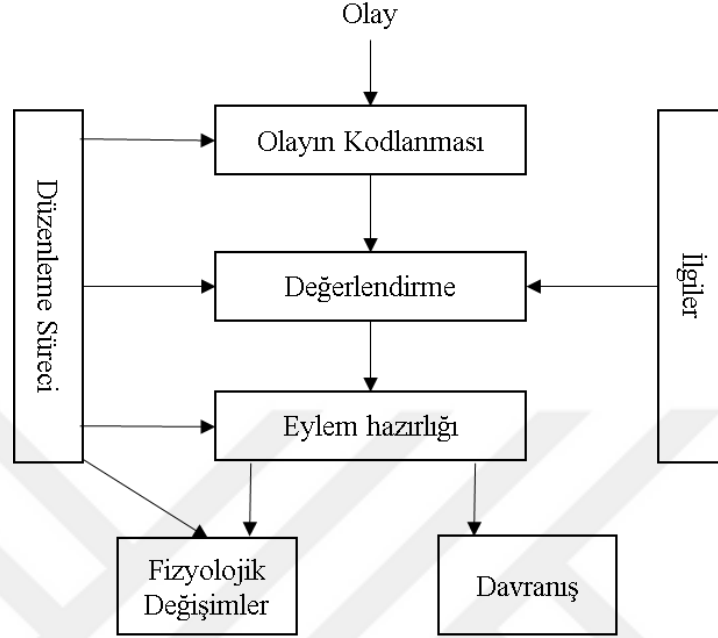 Olay
Olayın Kodlanması
Düzenleme Süreci
Değerlendirme
İlgiler
Eylem hazırlığı
Fizyolojik
Değişimler
Davranış